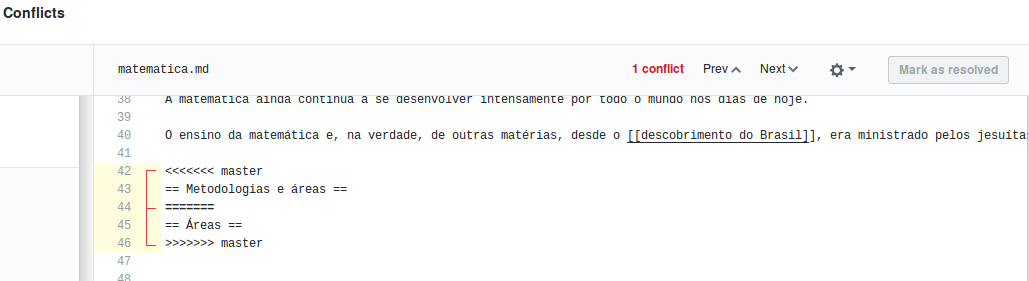 Conflicts
matematica.md
1 conflict Prev Next Mark as resolved
38 A matemática ainda continua a se desenvolver intensamente por todo o mundo nos dias de hoje.
39
40 O ensino da matemática e, na verdade, de outras matérias, desde o [[descobrimento do Brasil]], era ministrado pelos jesuítas
41
42 <<<<<<< master
43 == Metodologias e áreas ==
44 =======
45 == Áreas ==
46 >>>>>>> master
47
48